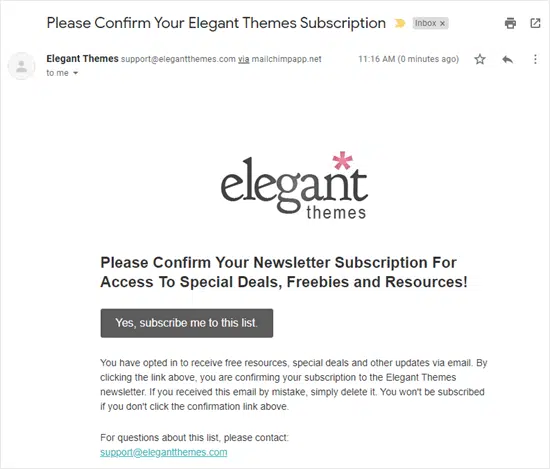 Please Confirm Your Elegant Themes Subscription Inbox ×
Elegant Themes support@elegantthemes.com via mailchimpapp.net 11:16 AM (0 minutes ago)
to me
elegant
themes
Please Confirm Your Newsletter Subscription For
Access To Special Deals, Freebies and Resources!
Yes, subscribe me to this list.
You have opted in to receive free resources, special deals and other updates via email. By
clicking the link above, you are confirming your subscription to the Elegant Themes
newsletter. If you received this email by mistake, simply delete it. You won't be subscribed
if you don't click the confirmation link above.
For questions about this list, please contact:
support@elegantthemes.com